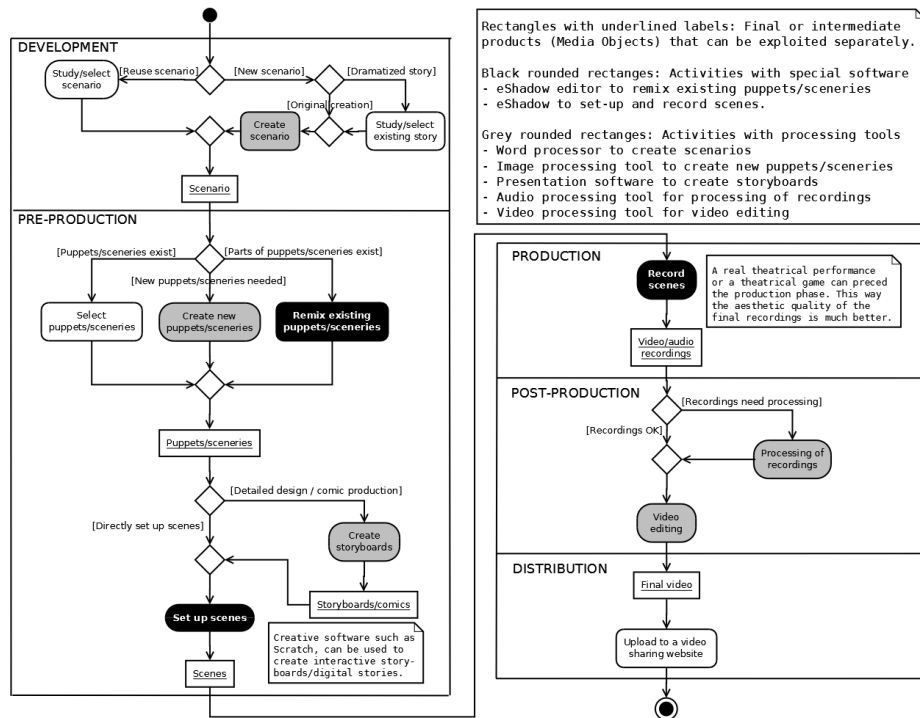 DEVELOPMENT
[Reuse scenario]
[New scenario]
[Dramatized story]
Study/select
scenario
[Original creation]
Create
scenario
Study/select
existing story
Scenario
PRE-PRODUCTION
[Puppets/sceneries exist]
[Parts of puppets/sceneries exist]
[New puppets/sceneries needed]
Select
puppets/sceneries
Create new
puppets/sceneries
Remix existing
puppets/sceneries
Puppets/sceneries
[Detailed design / comic production]
[Directly set up scenes]
Create
storyboards
Storyboards/comics
Set up scenes
Creative software such as
Scratch, can be used to
create interactive story-
boards/digital stories.
Scenes
Rectangles with underlined labels: Final or intermediate
products (Media Objects) that can be exploited separately.
Black rounded rectanges: Activities with special software
- eShadow editor to remix existing puppets/sceneries
- eShadow to set-up and record scenes.
Grey rounded rectanges: Activities with processing tools
- Word processor to create scenarios
- Image processing tool to create new puppets/sceneries
- Presentation software to create storyboards
- Audio processing tool for processing of recordings
- Video processing tool for video editing
PRODUCTION
Record
scenes
A real theatrical performance
or a theatrical game can preced
the production phase. This way
the aesthetic quality of the
final recordings is much better.
Video/audio
recordings
POST-PRODUCTION
[Recordings need processing]
[Recordings OK]
Processing of
recordings
Video
editing
DISTRIBUTION
Final video
Upload to a video
sharing website